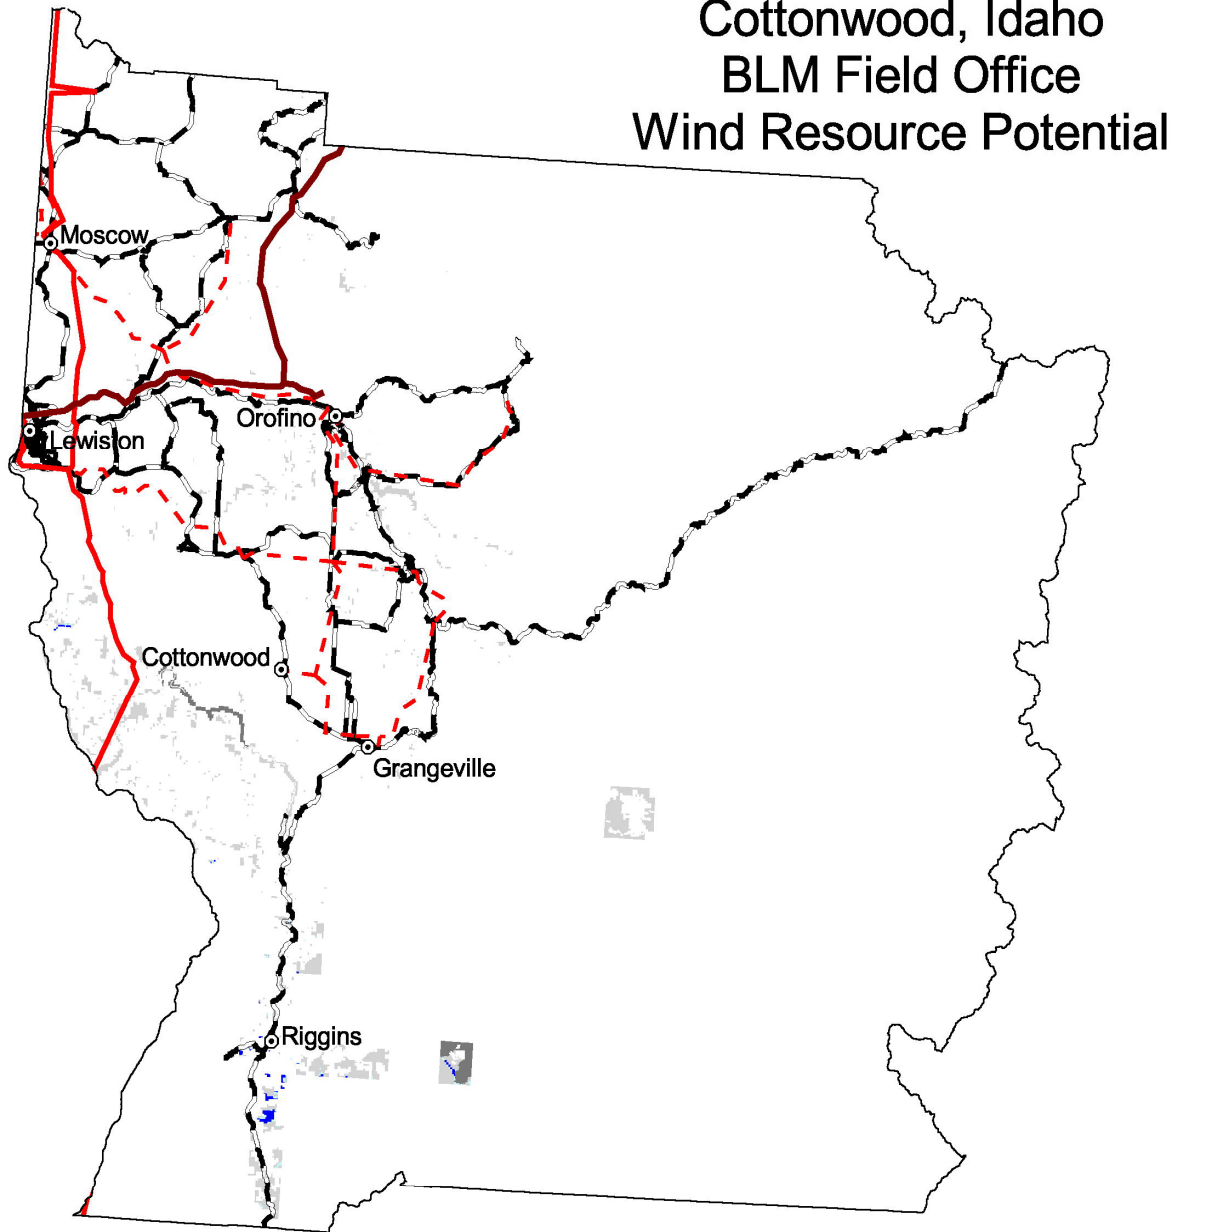 Cottonwood, Idaho
BLM Field Office
Wind Resource Potential
Moscow
Orofino
Lewiston
Cottonwood
Grangeville
Riggins